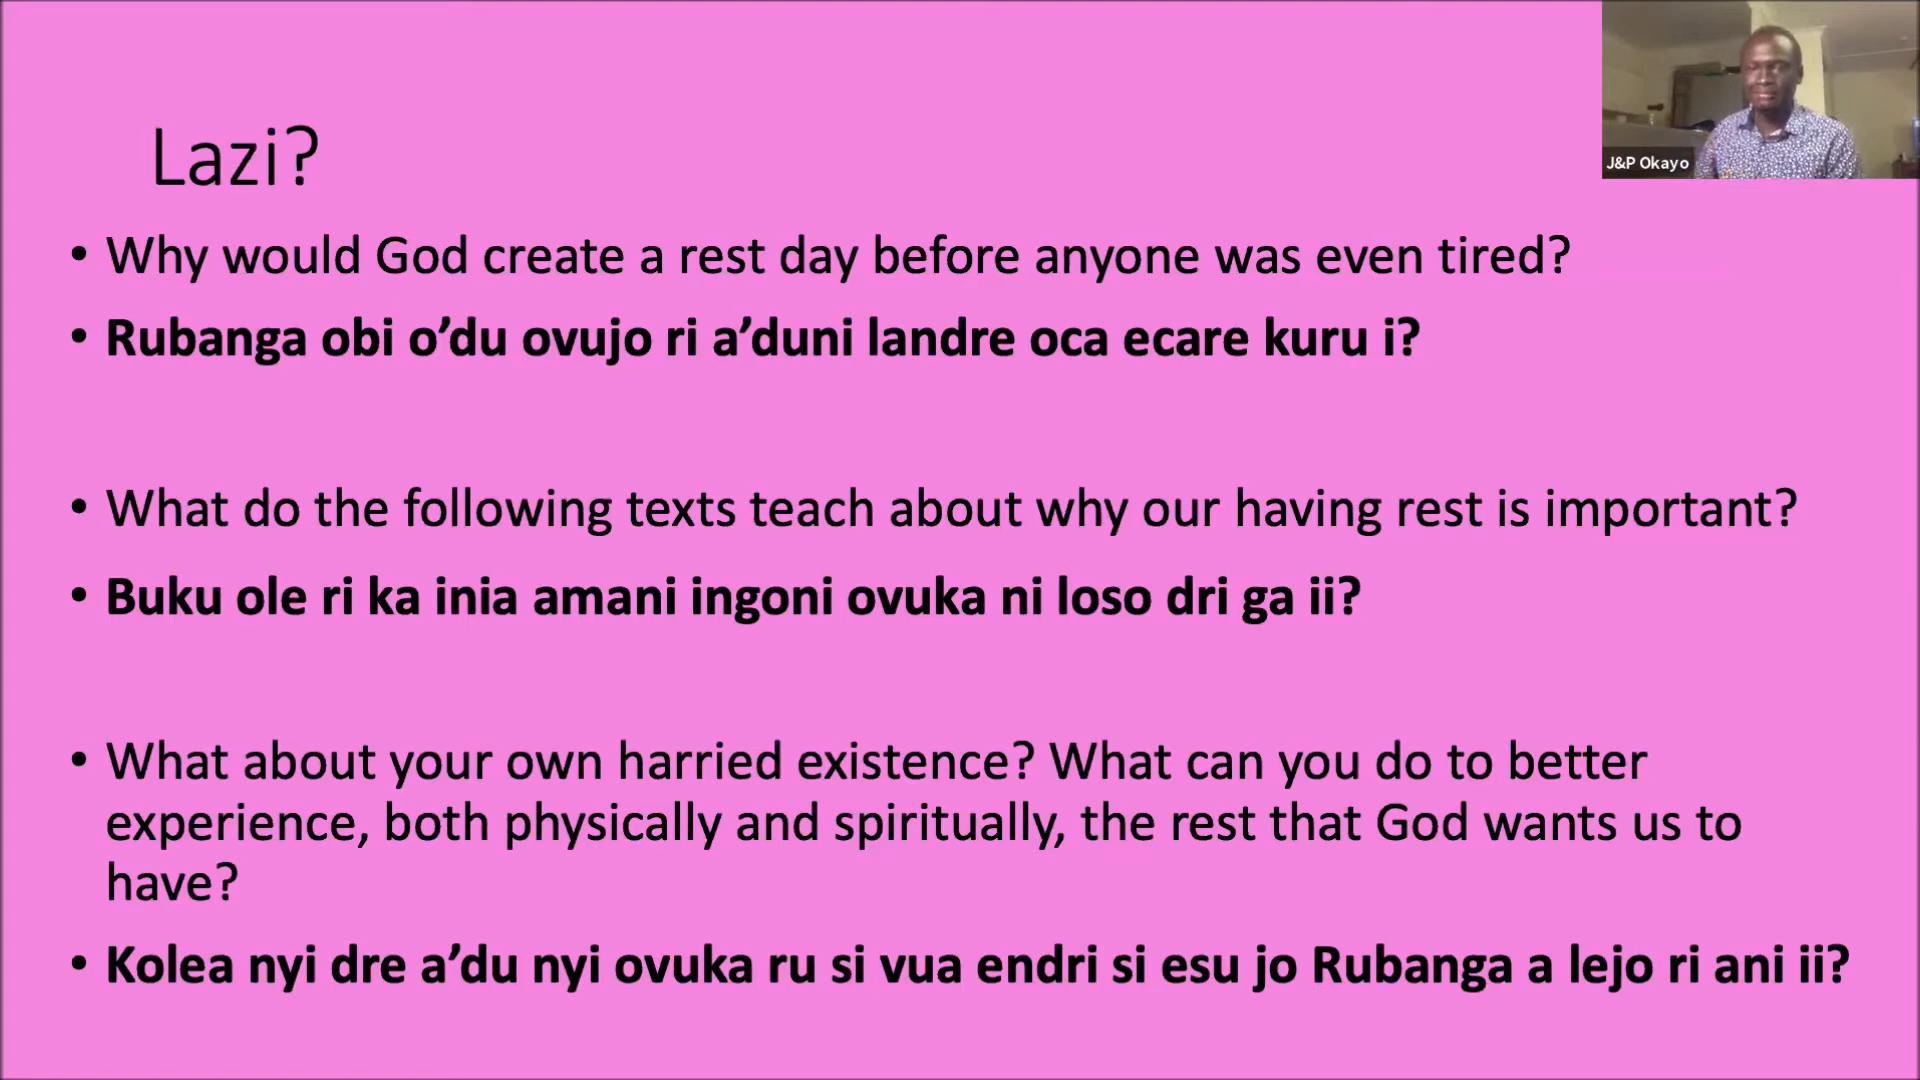 Lazi?
• Why would God create a rest day before anyone was even tired?
• Rubanga obi o’du ovujo ri a’duni landre oca ecare kuru i?
• What do the following texts teach about why our having rest is important?
• Buku ole ri ka inia amani ingoni ovuka ni loso dri ga ii?
• What about your own harried existence? What can you do to better
experience, both physically and spiritually, the rest that God wants us to
have?
• Kolea nyi dre a’du nyi ovuka ru si vua endri si esu jo Rubanga a lejo ri ani ii?
J&P Okayo